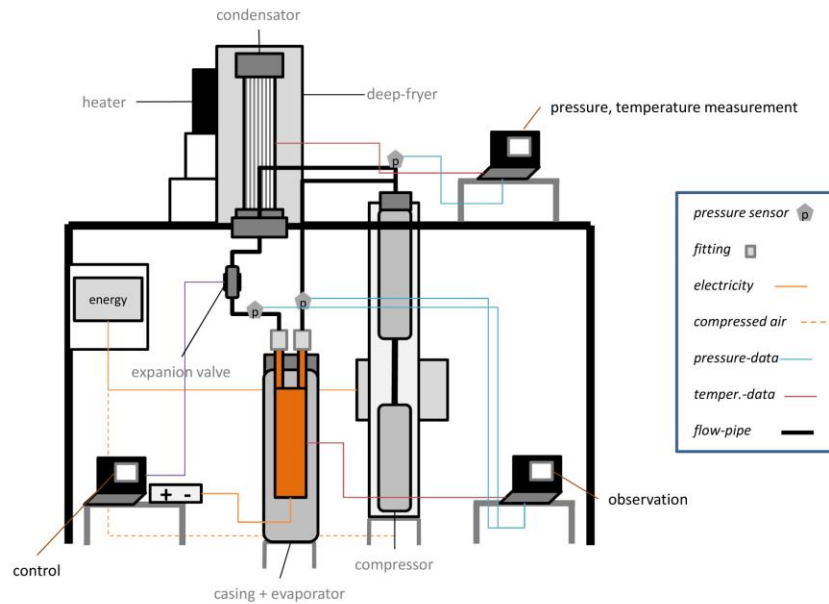 condensator
heater
deep-fryer
pressure, temperature measurement
p
pressure sensor p
fitting
energy
electricity
p
p
compressed air
expanion valve
pressure-data
temper.-data
flow-pipe
+ -
observation
control
compressor
casing + evaporator